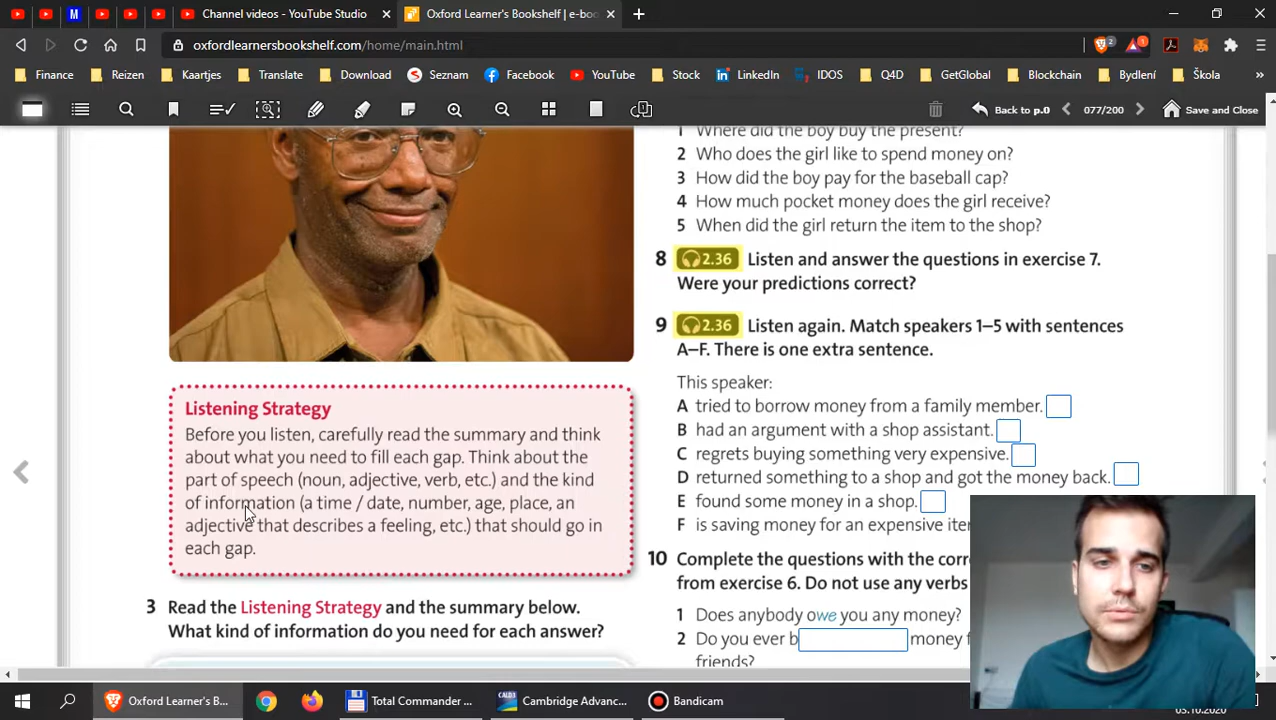 Channel videos - YouTube Studio
Oxford Learner's Bookshelf | e-boo
oxfordlearnersbookshelf.com/home/main.html
2
1
Finance
Reizen
Kaartjes
Translate
Download
Seznam
Facebook
YouTube
Stock
LinkedIn
IDOS
Q4D
GetGlobal
Blockchain
Bydlení
Škola
Back to p.0
077/200
Save and Close
1 Where did the boy buy the present?
2 Who does the girl like to spend money on?
3 How did the boy pay for the baseball cap?
4 How much pocket money does the girl receive?
5 When did the girl return the item to the shop?
8 2.36 Listen and answer the questions in exercise 7.
Were your predictions correct?
9 2.36 Listen again. Match speakers 1–5 with sentences
A–F. There is one extra sentence.
This speaker:
A tried to borrow money from a family member.
B had an argument with a shop assistant.
C regrets buying something very expensive.
D returned something to a shop and got the money back.
E found some money in a shop.
F is saving money for an expensive ite
10 Complete the questions with the corre
from exercise 6. Do not use any verbs
1 Does anybody owe you any money?
2 Do you ever b money f
friends?
Listening Strategy
Before you listen, carefully read the summary and think
about what you need to fill each gap. Think about the
part of speech (noun, adjective, verb, etc.) and the kind
of information (a time / date, number, age, place, an
adjective that describes a feeling, etc.) that should go in
each gap.
3 Read the Listening Strategy and the summary below.
What kind of information do you need for each answer?
Oxford Learner's B...
Total Commander ...
CALD3
Cambridge Advanc...
Bandicam
03.10.2020